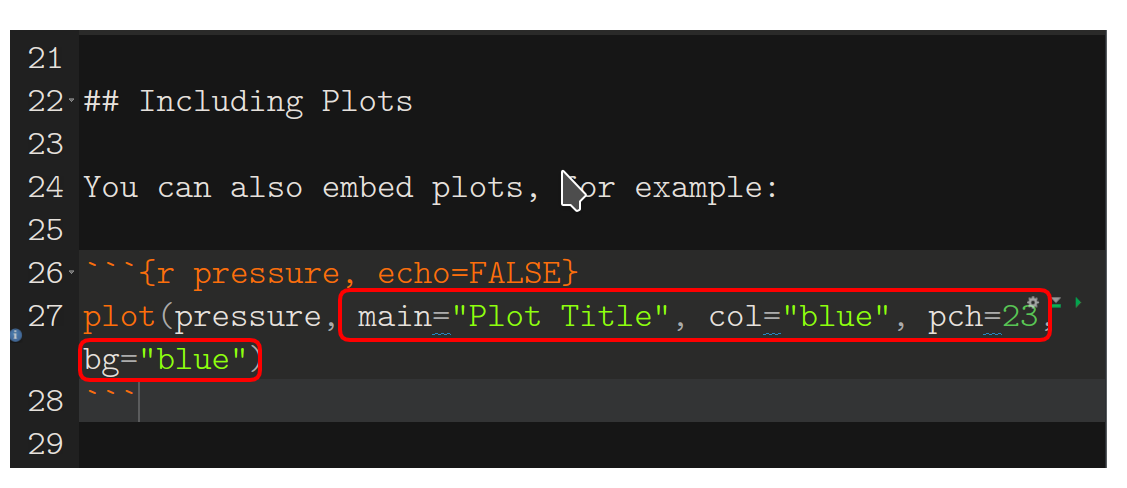 21
22 ## Including Plots
23
24 You can also embed plots, for example:
25
26 ```{r pressure, echo=FALSE}
27 plot(pressure, main="Plot Title", col="blue", pch=23,
bg="blue")
28 ```
29